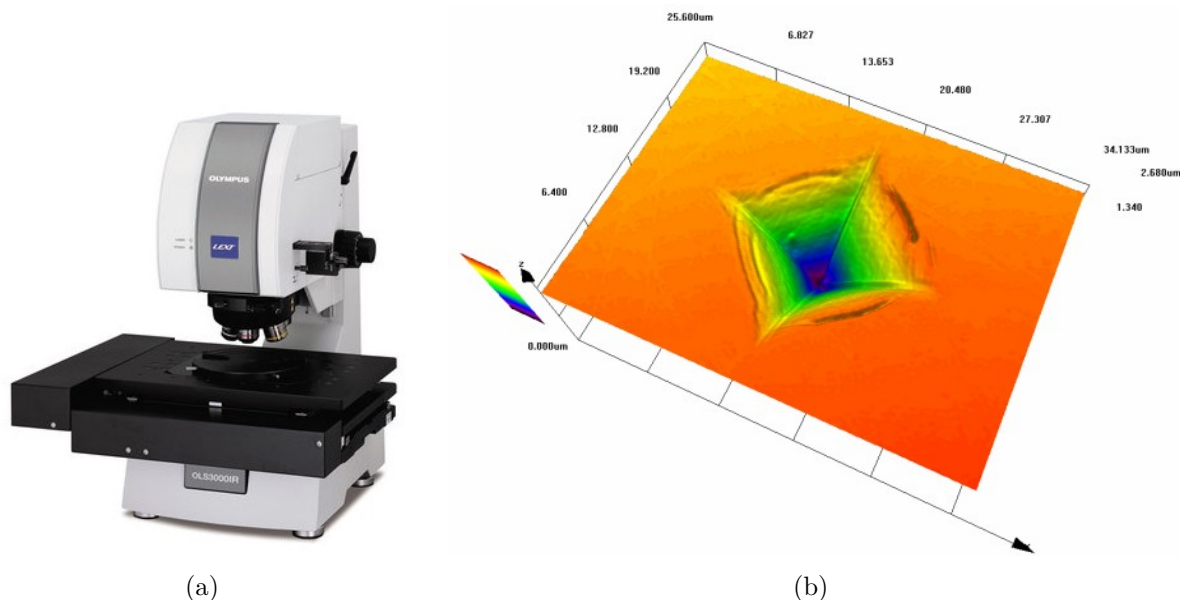 OLYMPUS
LEXT
OLS3000IR
(a)
25.600um
6.827
13.653
20.480
27.307
34.133um
2.680um
1.340
19.200
12.800
6.400
z
0.000um
(b)